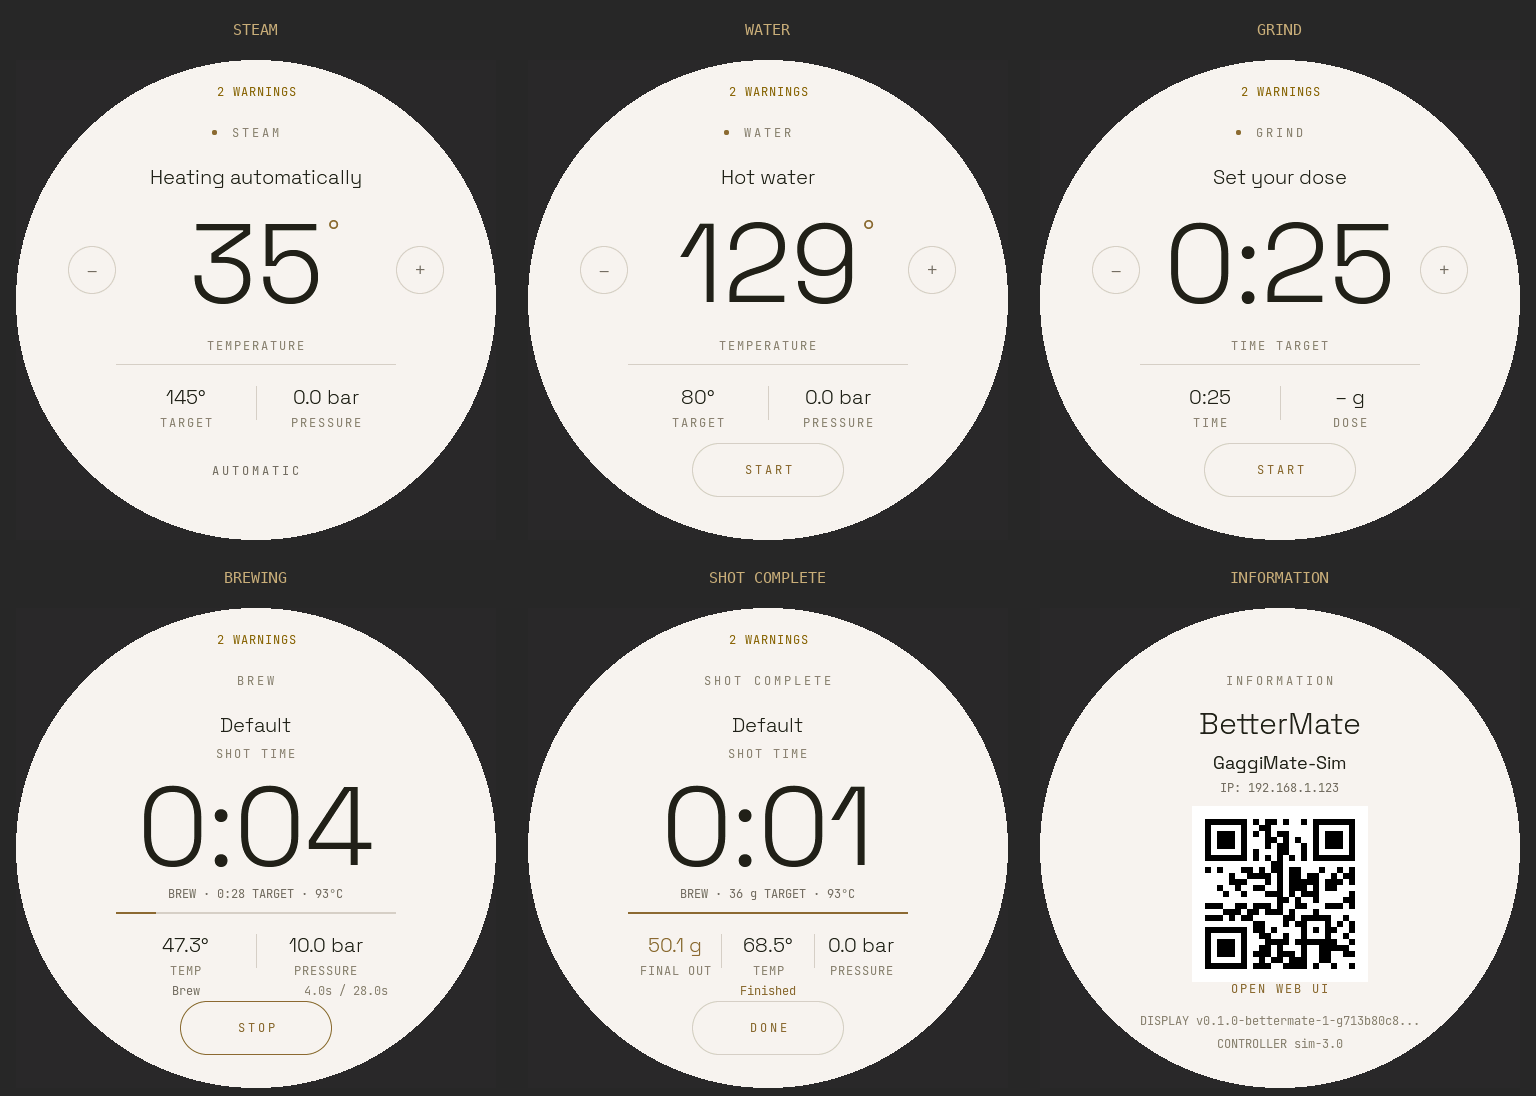 STEAM
2 WARNINGS
STEAM
Heating automatically
35°
–
+
TEMPERATURE
145°
TARGET
0.0 bar
PRESSURE
AUTOMATIC
WATER
2 WARNINGS
WATER
Hot water
129°
–
+
TEMPERATURE
80°
TARGET
0.0 bar
PRESSURE
START
GRIND
2 WARNINGS
GRIND
Set your dose
0:25
–
+
TIME TARGET
0:25
TIME
– g
DOSE
START
BREWING
2 WARNINGS
BREW
Default
SHOT TIME
0:04
BREW · 0:28 TARGET · 93°C
47.3°
TEMP
10.0 bar
PRESSURE
Brew
4.0s / 28.0s
STOP
SHOT COMPLETE
2 WARNINGS
SHOT COMPLETE
Default
SHOT TIME
0:01
BREW · 36 g TARGET · 93°C
50.1 g
FINAL OUT
68.5°
TEMP
0.0 bar
PRESSURE
Finished
DONE
INFORMATION
INFORMATION
BetterMate
GaggiMate-Sim
IP: 192.168.1.123
OPEN WEB UI
DISPLAY v0.1.0-bettermate-1-g713b80c8...
CONTROLLER sim-3.0